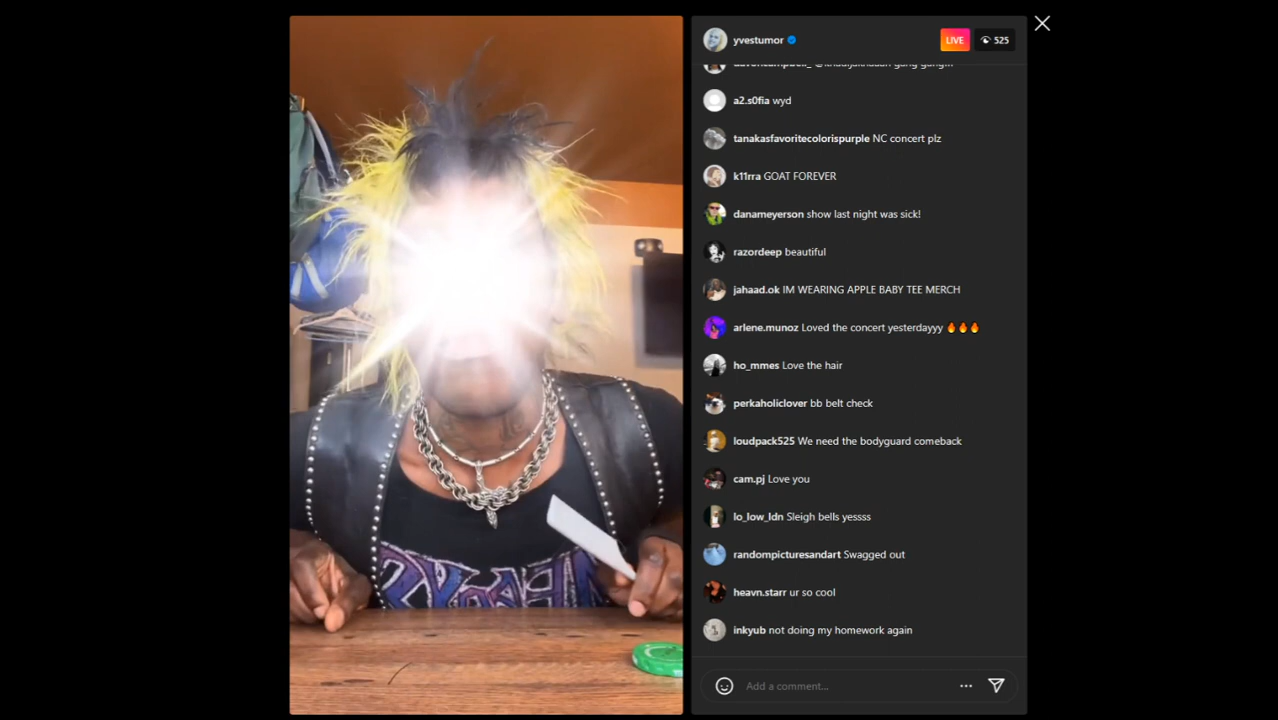 yvestumor
LIVE
525
a2.s0fia wyd
tanakasfavoritecolorispurple NC concert plz
k11rra GOAT FOREVER
danameyerson show last night was sick!
razordeep beautiful
jahaad.ok IM WEARING APPLE BABY TEE MERCH
arlene.munoz Loved the concert yesterdayyy 🔥🔥🔥
ho_mmes Love the hair
perkaholiclover bb belt check
loudpack525 We need the bodyguard comeback
cam.pj Love you
lo_low_ldn Sleigh bells yessss
randompicturesandart Swagged out
heavn.starr ur so cool
inkyub not doing my homework again
Add a comment...